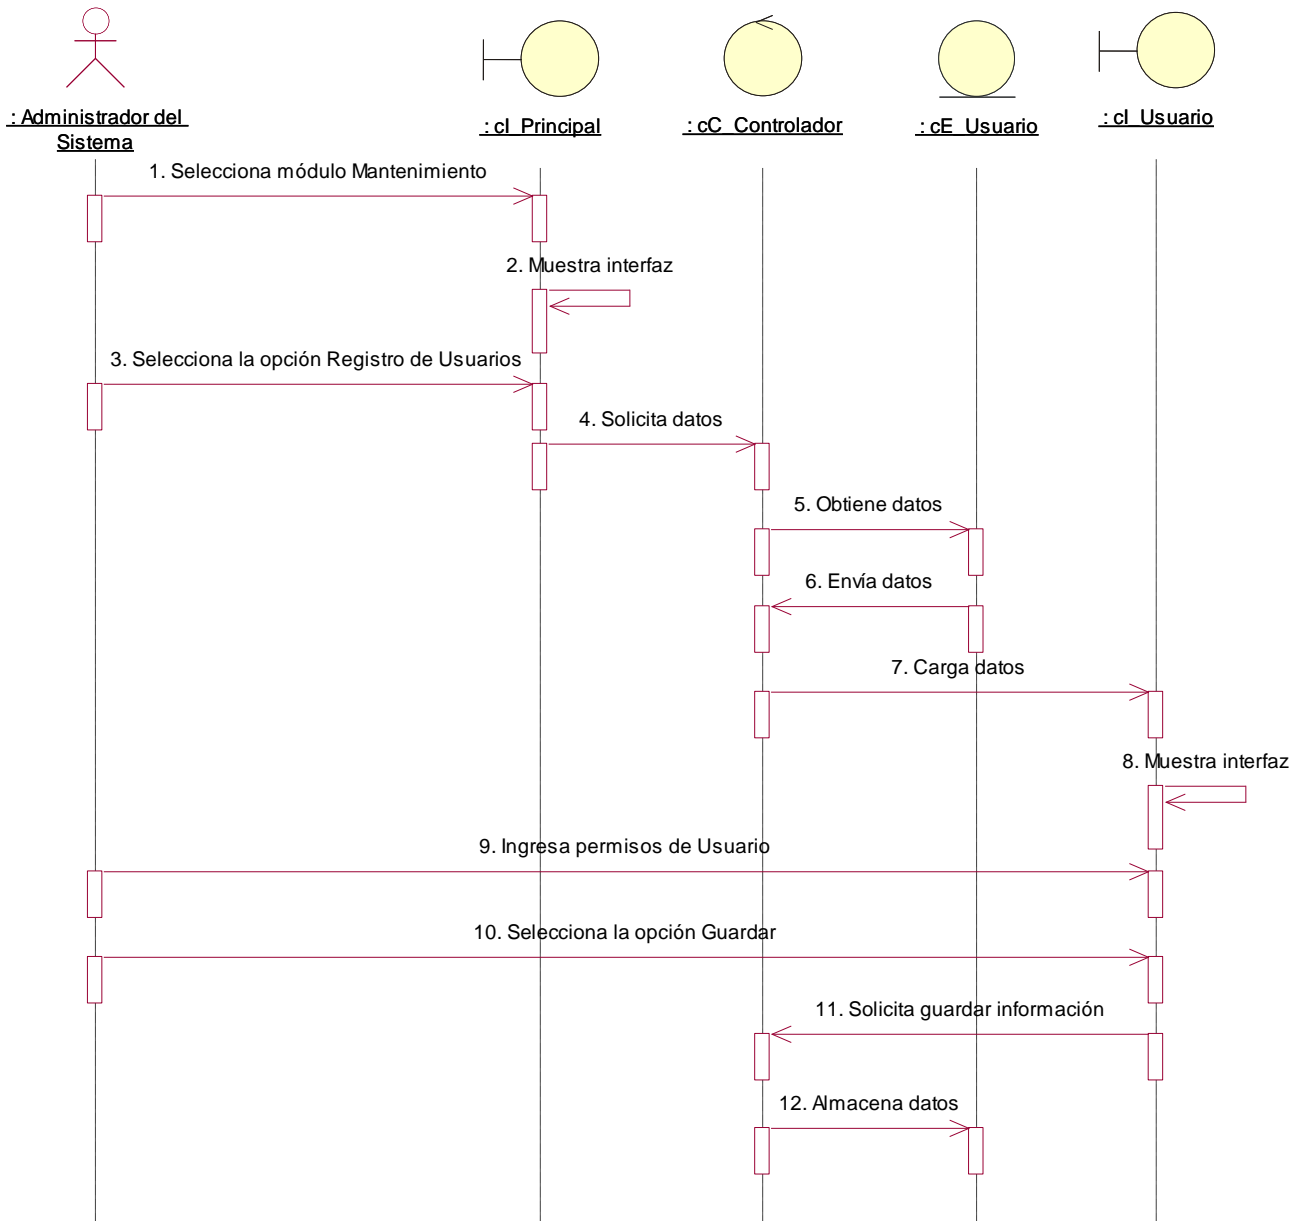 : Administrador del
Sistema
: cI_Principal
: cC_Controlador
: cE_Usuario
: cI_Usuario
1. Selecciona módulo Mantenimiento
2. Muestra interfaz
3. Selecciona la opción Registro de Usuarios
4. Solicita datos
5. Obtiene datos
6. Envía datos
7. Carga datos
8. Muestra interfaz
9. Ingresa permisos de Usuario
10. Selecciona la opción Guardar
11. Solicita guardar información
12. Almacena datos